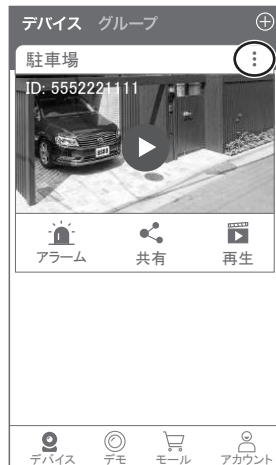 デバイス グループ
駐車場
ID: 5552221111
アラーム 共有 再生
デバイス デモ モール アカウント